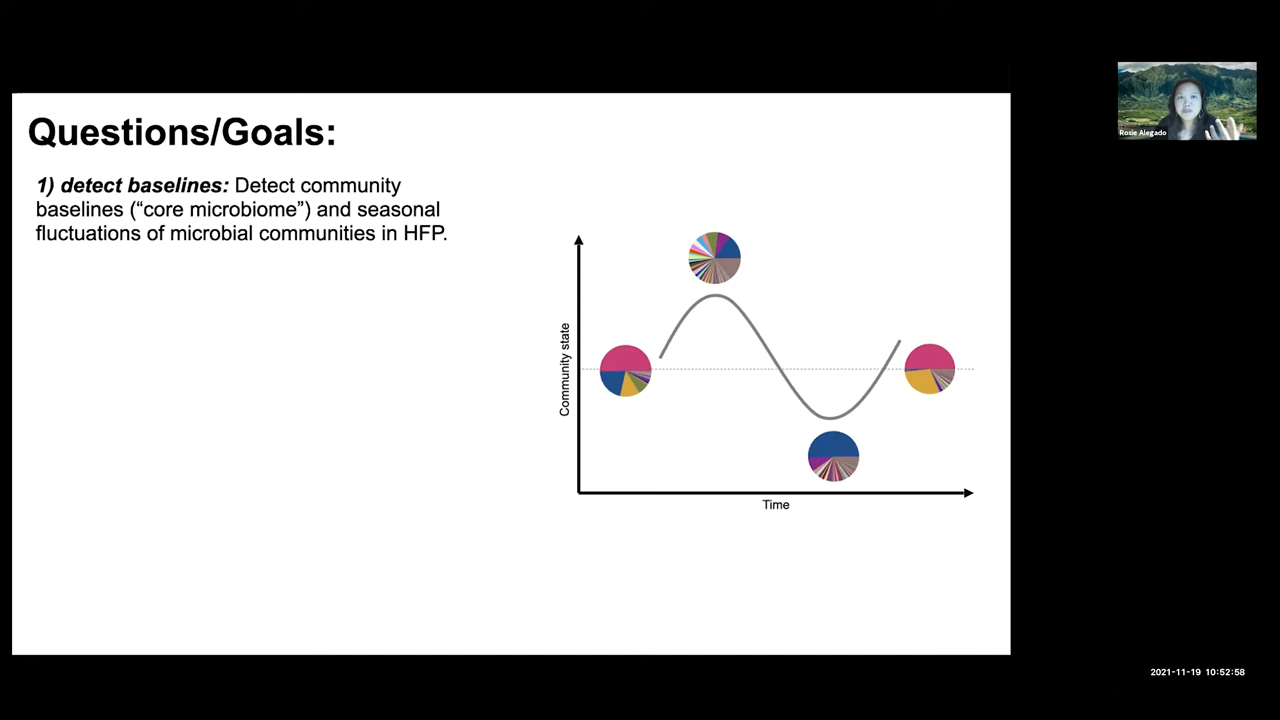 Questions/Goals:
1) detect baselines: Detect community
baselines (“core microbiome”) and seasonal
fluctuations of microbial communities in HFP.
Community state
Time
Rosie Alegado
2021-11-19 10:52:58